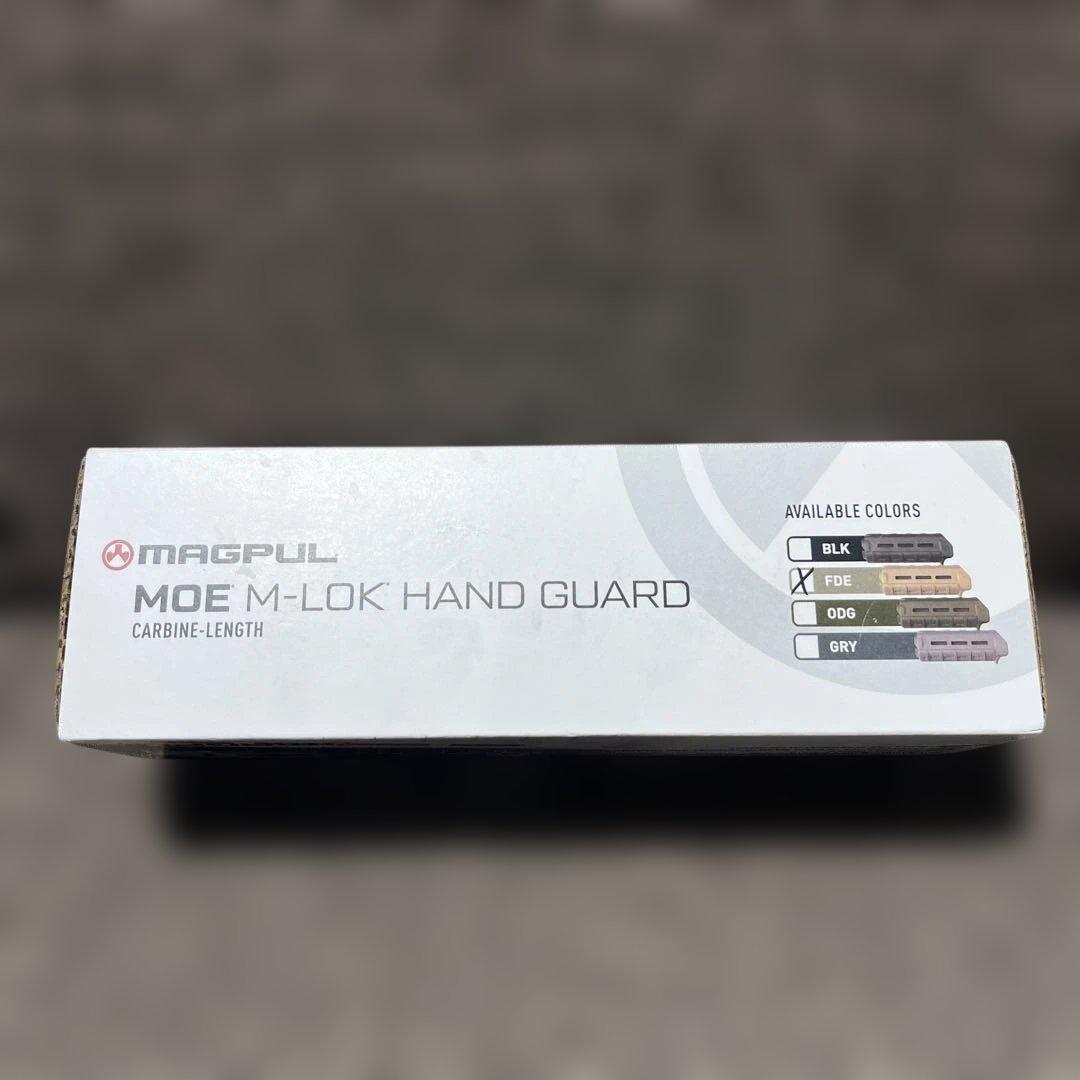 MAGPUL
MOE® M-LOK® HAND GUARD
CARBINE-LENGTH
AVAILABLE COLORS
BLK
X FDE
ODG
GRY